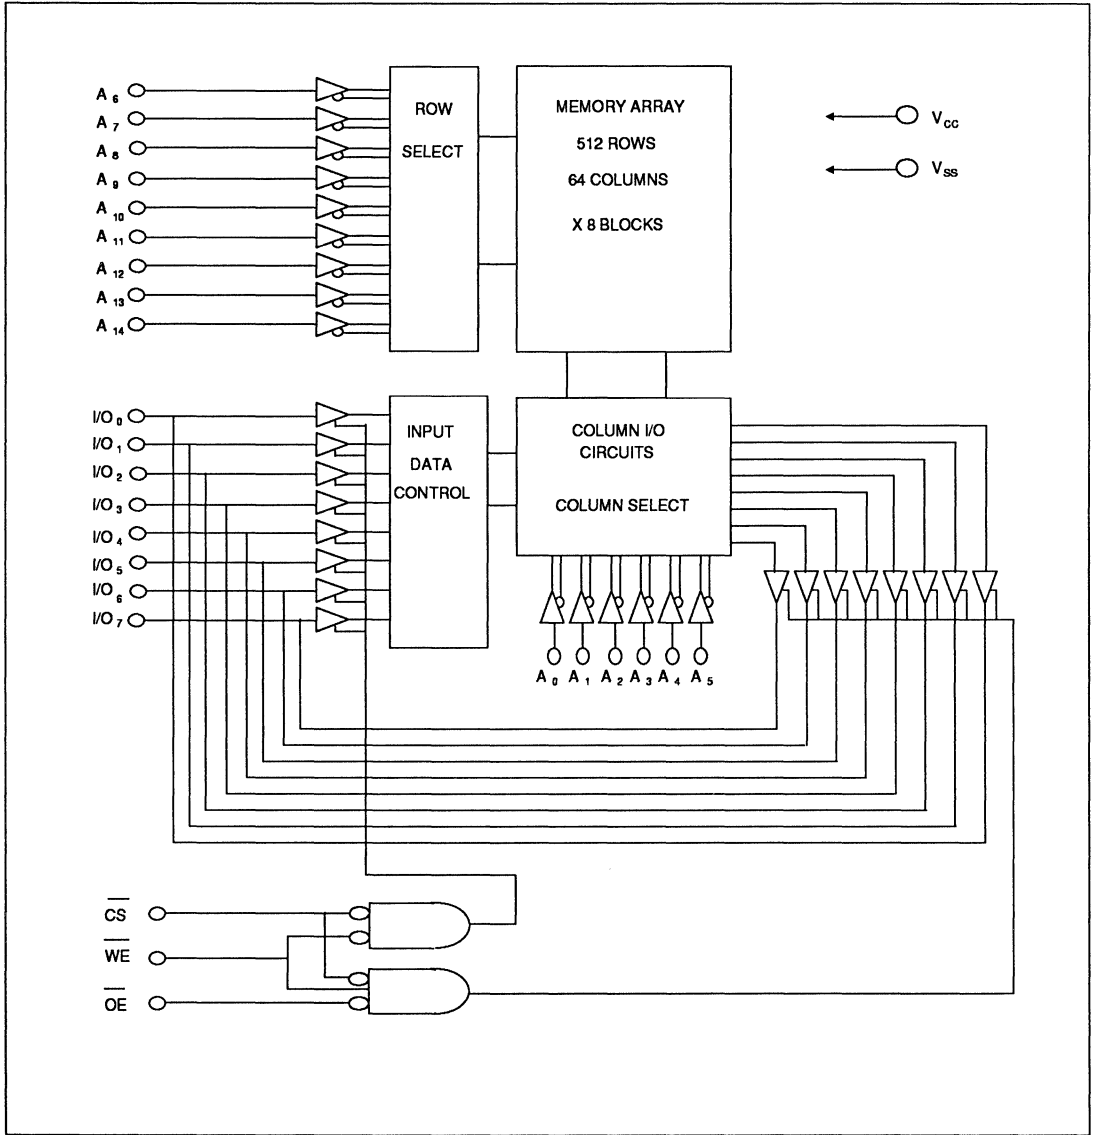 A 6
A 7
A 8
A 9
A 10
A 11
A 12
A 13
A 14
ROW
SELECT
MEMORY ARRAY
512 ROWS
64 COLUMNS
X 8 BLOCKS
VCC
VSS
I/O 0
I/O 1
I/O 2
I/O 3
I/O 4
I/O 5
I/O 6
I/O 7
INPUT
DATA
CONTROL
COLUMN I/O
CIRCUITS
COLUMN SELECT
A 0 A 1 A 2 A 3 A 4 A 5
CS
WE
OE